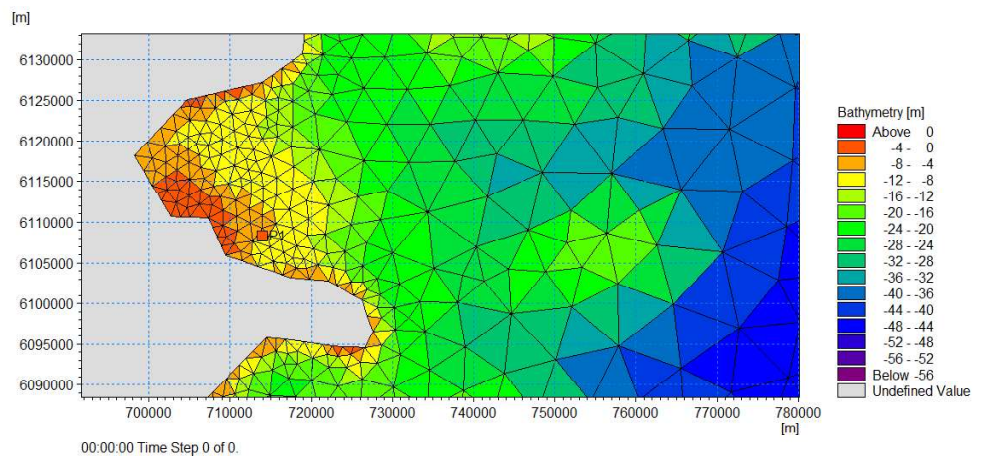 [m]
6130000
6125000
6120000
6115000
6110000
6105000
6100000
6095000
6090000
700000 710000 720000 730000 740000 750000 760000 770000 780000
[m]
00:00:00 Time Step 0 of 0.
Bathymetry [m]
Above 0
-4 - 0
-8 - -4
-12 - -8
-16 - -12
-20 - -16
-24 - -20
-28 - -24
-32 - -28
-36 - -32
-40 - -36
-44 - -40
-48 - -44
-52 - -48
-56 - -52
Below -56
Undefined Value